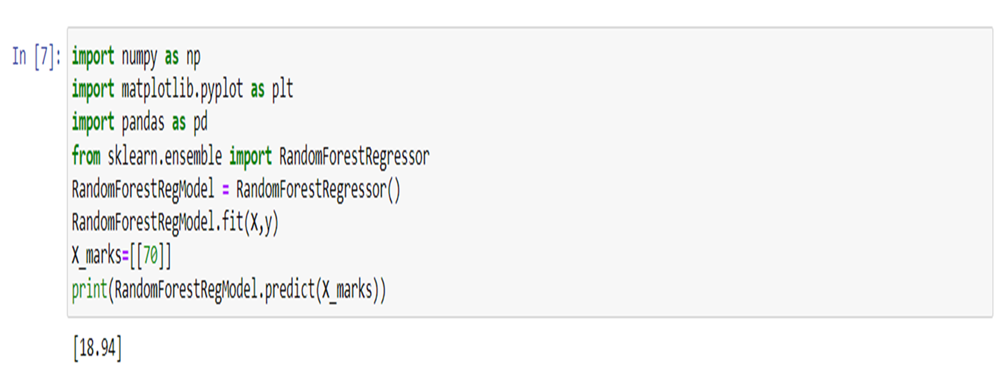 In [7]: import numpy as np
import matplotlib.pyplot as plt
import pandas as pd
from sklearn.ensemble import RandomForestRegressor
RandomForestRegModel = RandomForestRegressor()
RandomForestRegModel.fit(X,y)
X_marks=[[70]]
print(RandomForestRegModel.predict(X_marks))
[18.94]